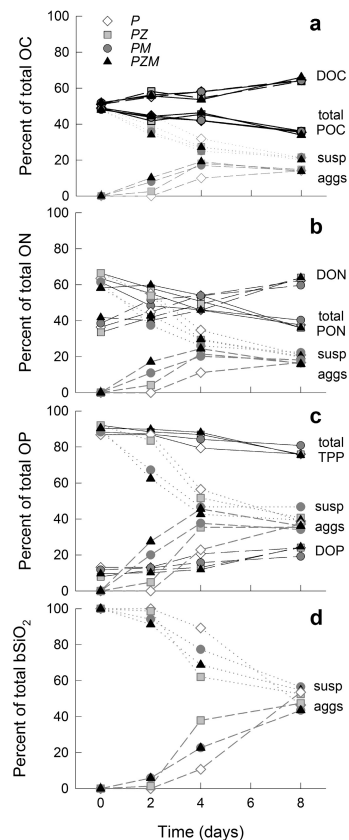 a
P
PZ
PM
PZM
Percent of total OC
100
80
60
40
20
0
DOC
total
POC
susp
aggs
b
Percent of total ON
100
80
60
40
20
0
DON
total
PON
susp
aggs
c
Percent of total OP
100
80
60
40
20
0
total
TPP
susp
aggs
DOP
d
Percent of total bSiO₂
100
80
60
40
20
0
susp
aggs
0 2 4 6 8
Time (days)